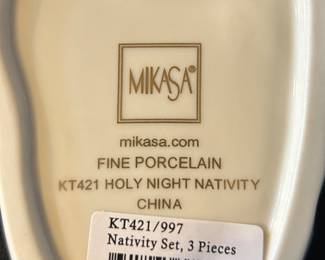 MIKASA®
mikasa.com
FINE PORCELAIN
KT421 HOLY NIGHT NATIVITY
CHINA
KT421/997
Nativity Set, 3 Pieces